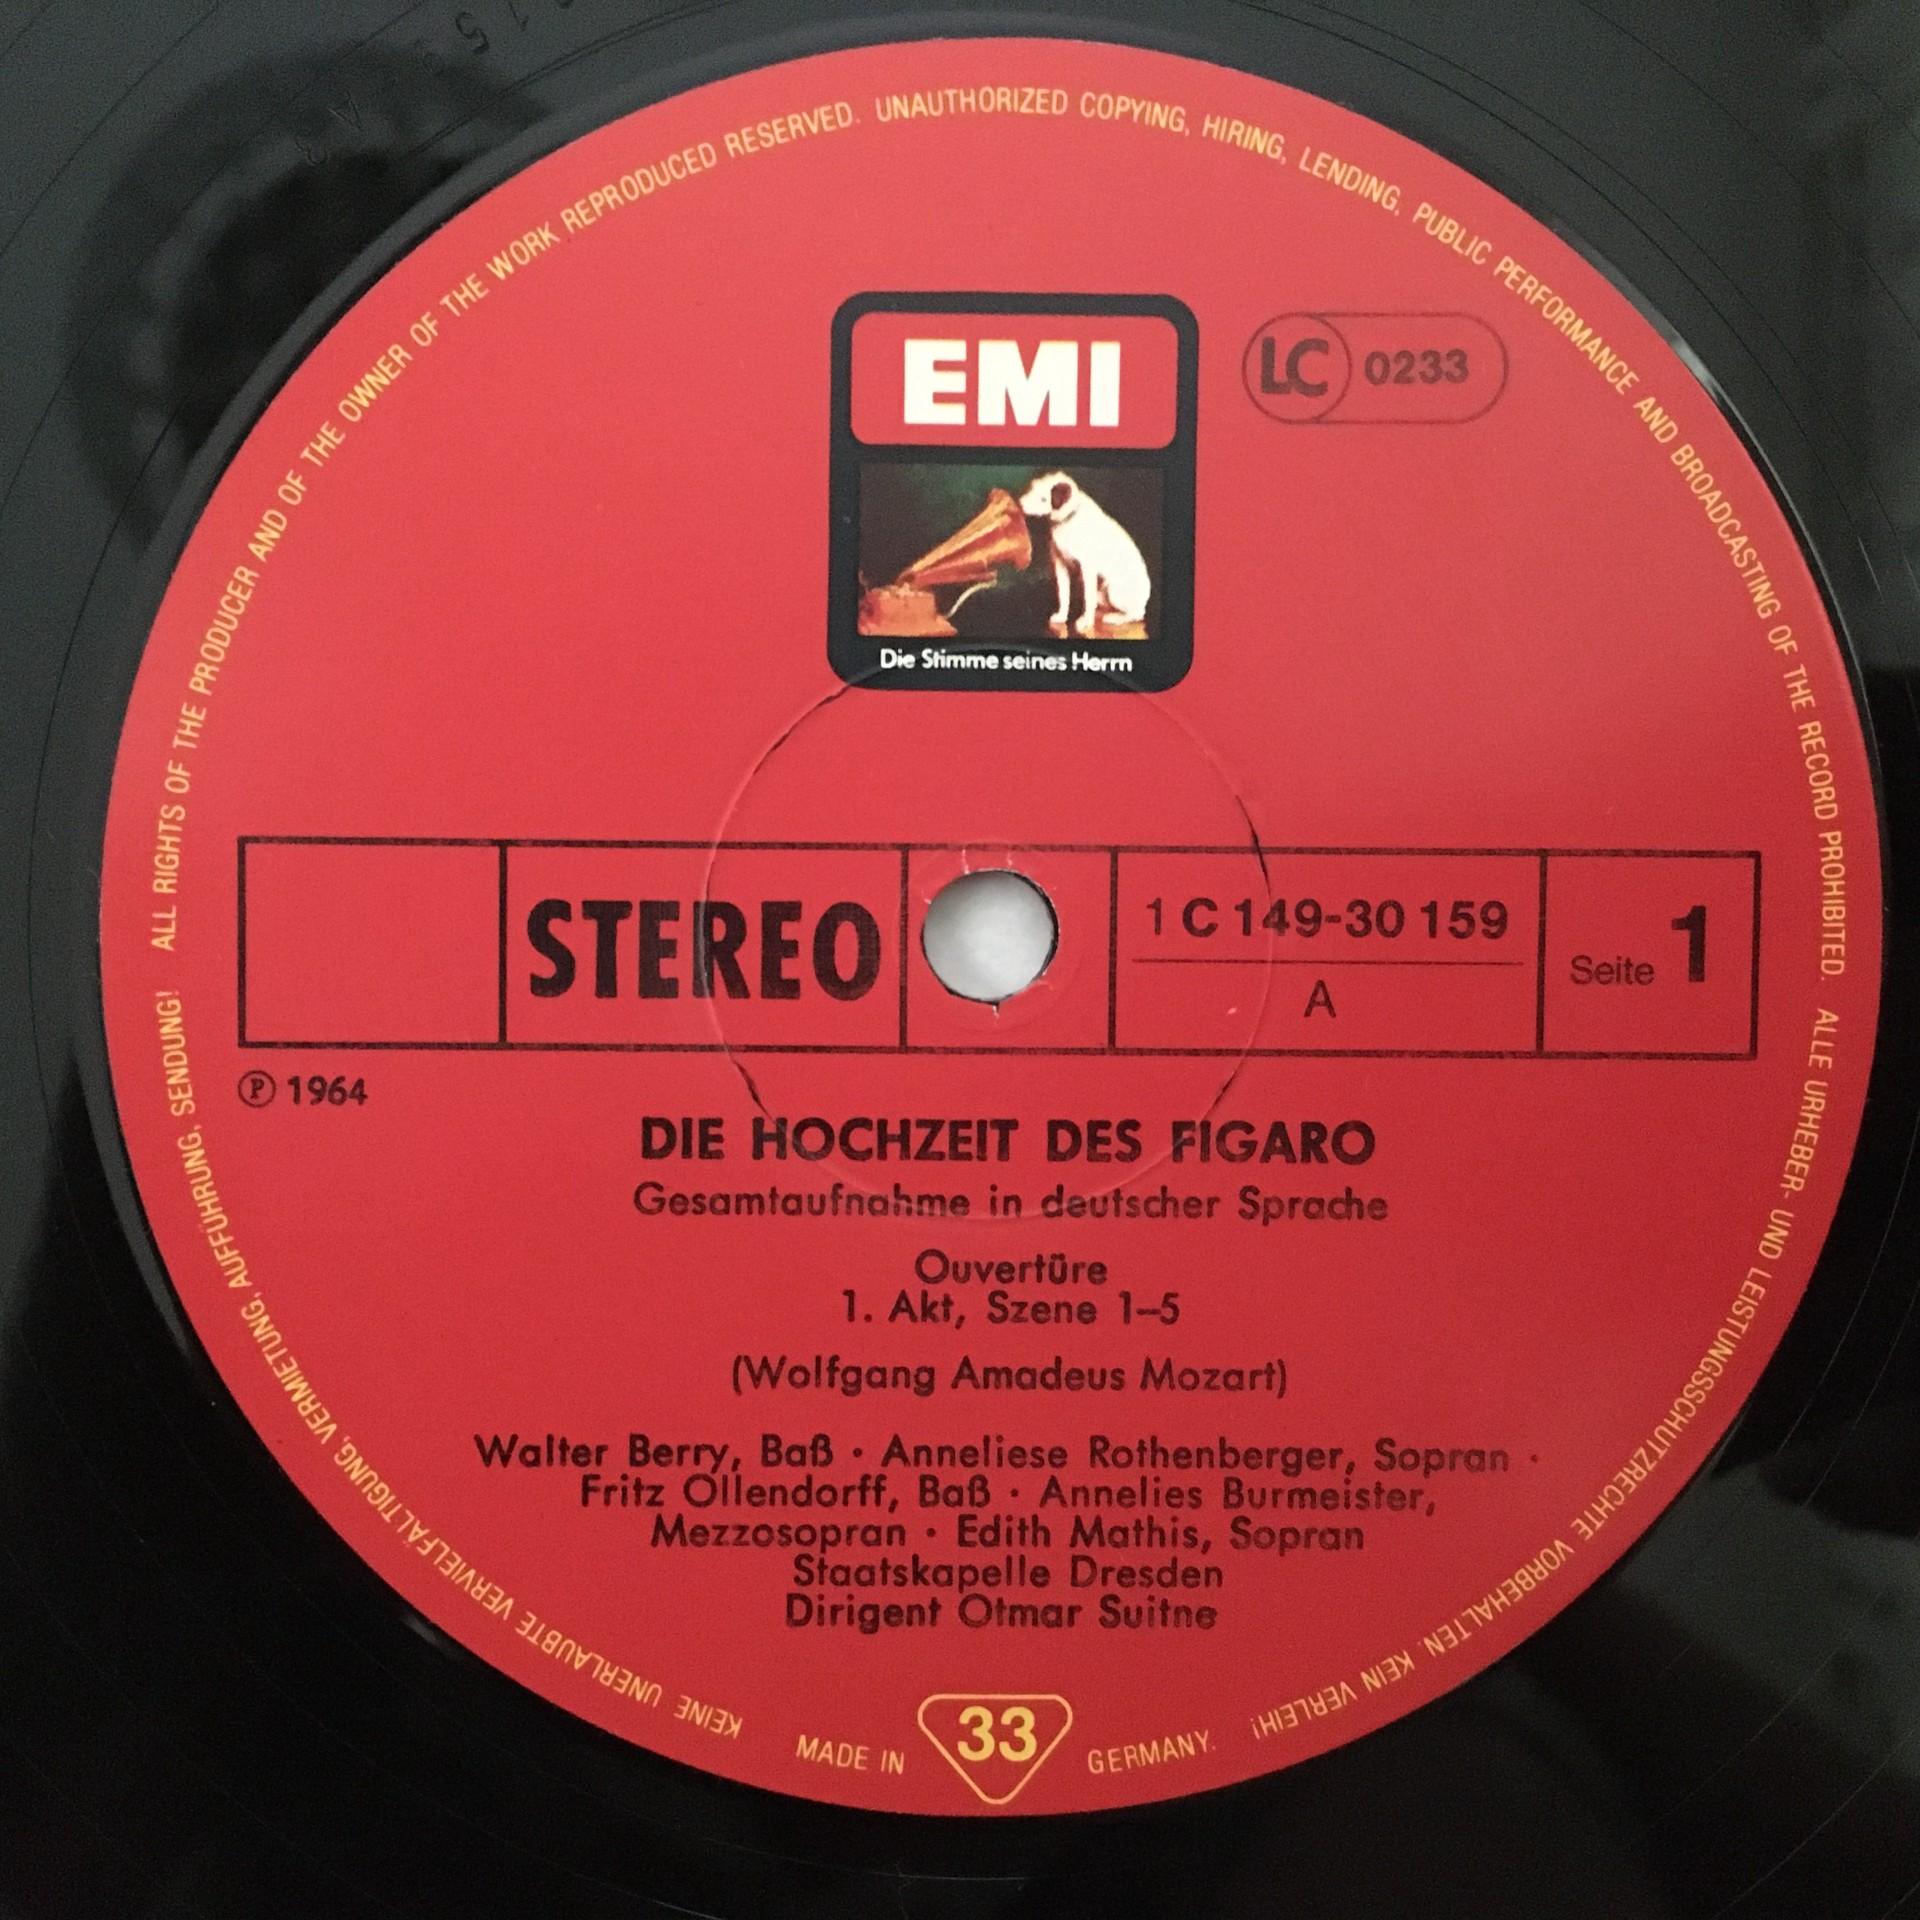 ALL RIGHTS OF THE PRODUCER AND OF THE OWNER OF THE WORK REPRODUCED RESERVED. UNAUTHORIZED COPYING, HIRING, LENDING, PUBLIC PERFORMANCE AND BROADCASTING OF THE RECORD PROHIBITED.
ALLE URHEBER- UND LEISTUNGSSCHUTZRECHTE VORBEHALTEN. KEIN VERLEIH!
KEINE UNERLAUBTE VERVIELFÄLTIGUNG, VERMIETUNG, AUFFÜHRUNG, SENDUNG!
EMI
LC 0233
Die Stimme seines Herrn
STEREO
1 C 149-30 159
A
Seite 1
℗ 1964
DIE HOCHZEIT DES FIGARO
Gesamtaufnahme in deutscher Sprache
Ouvertüre
1. Akt, Szene 1–5
(Wolfgang Amadeus Mozart)
Walter Berry, Baß · Anneliese Rothenberger, Sopran ·
Fritz Ollendorff, Baß · Annelies Burmeister,
Mezzosopran · Edith Mathis, Sopran
Staatskapelle Dresden
Dirigent Otmar Suitne
MADE IN 33 GERMANY.